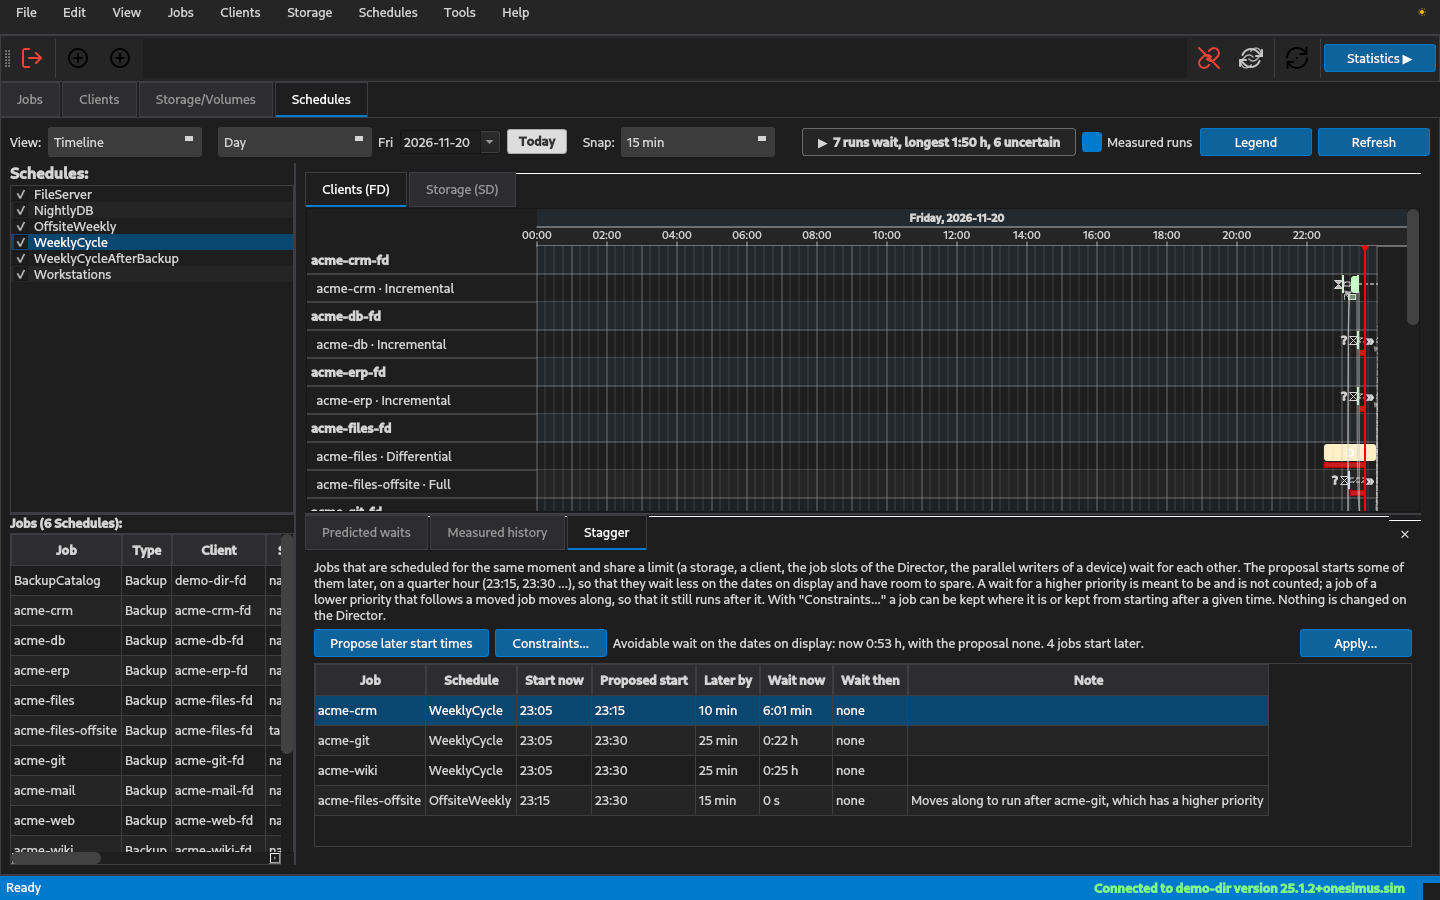 File Edit View Jobs Clients Storage Schedules Tools Help
Statistics ▶
Jobs Clients Storage/Volumes Schedules
View: Timeline Day Fri 2026-11-20 Today Snap: 15 min ▶ 7 runs wait, longest 1:50 h, 6 uncertain Measured runs Legend Refresh
Schedules:
✓ FileServer
✓ NightlyDB
✓ OffsiteWeekly
✓ WeeklyCycle
✓ WeeklyCycleAfterBackup
✓ Workstations
Clients (FD) Storage (SD)
Friday, 2026-11-20
00:00 02:00 04:00 06:00 08:00 10:00 12:00 14:00 16:00 18:00 20:00 22:00
acme-crm-fd
acme-crm · Incremental
acme-db-fd
acme-db · Incremental
acme-erp-fd
acme-erp · Incremental
acme-files-fd
acme-files · Differential
acme-files-offsite · Full
acme-git-fd
Jobs (6 Schedules):
Job Type Client S
BackupCatalog Backup demo-dir-fd na
acme-crm Backup acme-crm-fd na
acme-db Backup acme-db-fd na
acme-erp Backup acme-erp-fd na
acme-files Backup acme-files-fd na
acme-files-offsite Backup acme-files-fd ta
acme-git Backup acme-git-fd na
acme-mail Backup acme-mail-fd na
acme-web Backup acme-web-fd na
acme-wiki Backup acme-wiki-fd na
Predicted waits Measured history Stagger
Jobs that are scheduled for the same moment and share a limit (a storage, a client, the job slots of the Director, the parallel writers of a device) wait for each other. The proposal starts some of
them later, on a quarter hour (23:15, 23:30 ...), so that they wait less on the dates on display and have room to spare. A wait for a higher priority is meant to be and is not counted; a job of a
lower priority that follows a moved job moves along, so that it still runs after it. With "Constraints..." a job can be kept where it is or kept from starting after a given time. Nothing is changed on
the Director.
Propose later start times Constraints... Avoidable wait on the dates on display: now 0:53 h, with the proposal none. 4 jobs start later. Apply...
Job Schedule Start now Proposed start Later by Wait now Wait then Note
acme-crm WeeklyCycle 23:05 23:15 10 min 6:01 min none
acme-git WeeklyCycle 23:05 23:30 25 min 0:22 h none
acme-wiki WeeklyCycle 23:05 23:30 25 min 0:25 h none
acme-files-offsite OffsiteWeekly 23:15 23:30 15 min 0 s none Moves along to run after acme-git, which has a higher priority
Ready Connected to demo-dir version 25.1.2+onesimus.sim